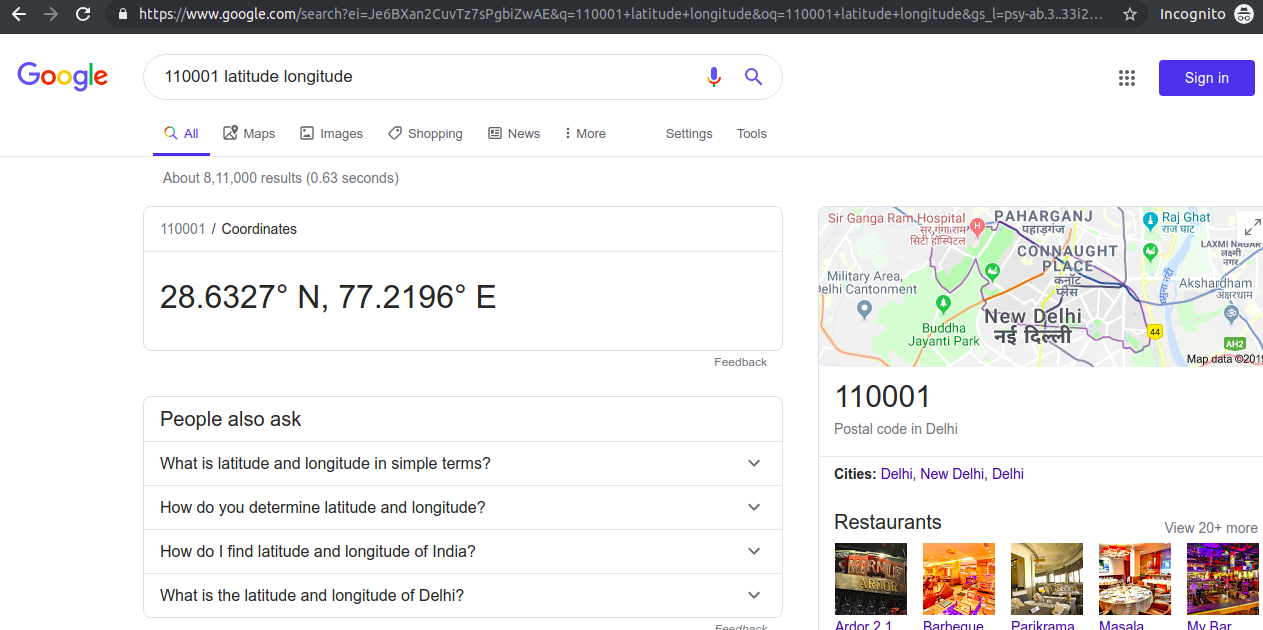 https://www.google.com/search?ei=Je6BXan2CuvTz7sPgbiZwAE&q=110001+latitude+longitude&oq=110001+latitude+longitude&gs_l=psy-ab.3..33i2…
Incognito
Google
110001 latitude longitude
Sign in
All
Maps
Images
Shopping
News
More
Settings
Tools
About 8,11,000 results (0.63 seconds)
110001 / Coordinates
28.6327° N, 77.2196° E
Feedback
People also ask
What is latitude and longitude in simple terms?
How do you determine latitude and longitude?
How do I find latitude and longitude of India?
What is the latitude and longitude of Delhi?
Feedback
Sir Ganga Ram Hospital
सर गंगा राम
सिटी हॉस्पिटल
H
PAHARGANJ
पहाड़गंज
Raj Ghat
राज घाट
CONNAUGHT
PLACE
कनॉट
प्लेस
LAXMI NAGAR
लक्ष्मी
नगर
Military Area,
Delhi Cantonment
यमुना नदी
Akshardham
अक्षरधाम
New Delhi
नई दिल्ली
Buddha
Jayanti Park
44
AH2
Map data ©2019
110001
Postal code in Delhi
Cities: Delhi, New Delhi, Delhi
Restaurants
View 20+ more
SMIRNOFF
ARDOR
Ardor 2.1
Barbeque
Parikrama
Masala
My Bar